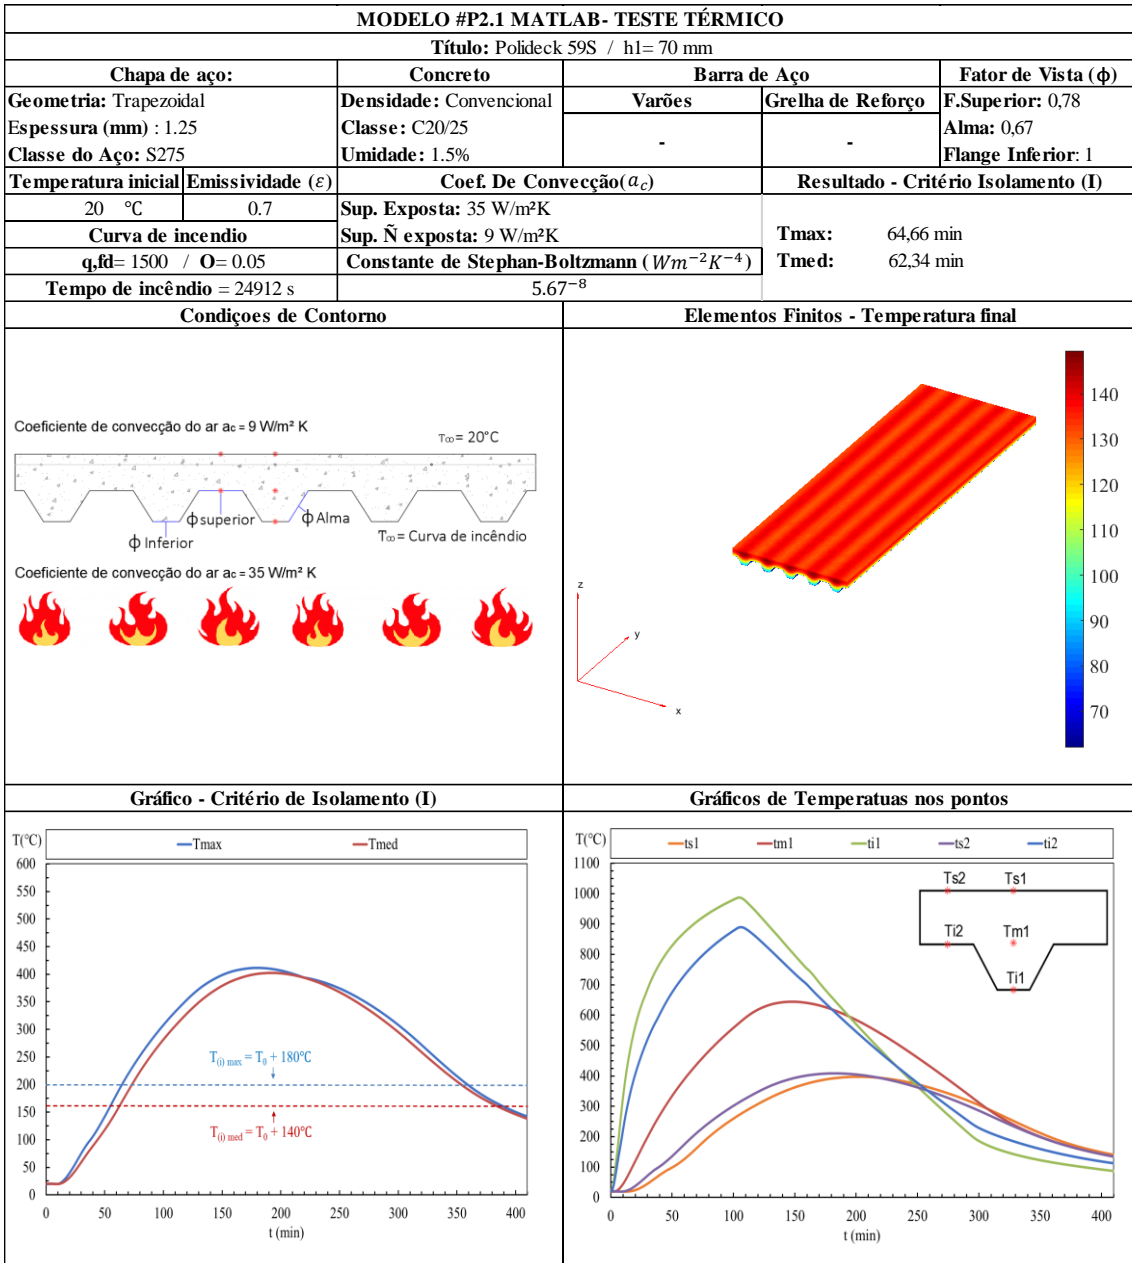 MODELO #P2.1 MATLAB- TESTE TÉRMICO
Título: Polideck 59S / h1= 70 mm
Chapa de aço:
Concreto
Barra de Aço
Fator de Vista (ϕ)
Geometria: Trapezoidal
Espessura (mm) : 1.25
Classe do Aço: S275
Densidade: Convencional
Classe: C20/25
Umidade: 1.5%
Varões
Grelha de Reforço
-
-
F.Superior: 0,78
Alma: 0,67
Flange Inferior: 1
Temperatura inicial
Emissividade (ε)
Coef. De Convecção(a_c)
Resultado - Critério Isolamento (I)
20 °C
0.7
Sup. Exposta: 35 W/m²K
Sup. Ñ exposta: 9 W/m²K
Curva de incendio
q,fd= 1500 / O= 0.05
Tempo de incêndio = 24912 s
Constante de Stephan-Boltzmann (Wm⁻²K⁻⁴)
5.67⁻⁸
Tmax: 64,66 min
Tmed: 62,34 min
Condiçoes de Contorno
Elementos Finitos - Temperatura final
Coeficiente de convecção do ar ac = 9 W/m² K
T∞= 20°C
ϕ superior
ϕ Alma
ϕ Inferior
T∞= Curva de incêndio
Coeficiente de convecção do ar ac = 35 W/m² K
z
y
x
140
130
120
110
100
90
80
70
Gráfico - Critério de Isolamento (I)
Gráficos de Temperatuas nos pontos
T(°C)
Tmax
Tmed
600
550
500
450
400
350
300
250
200
150
100
50
0
T(i) max = T0 + 180°C
T(i) med = T0 + 140°C
0 50 100 150 200 250 300 350 400
t (min)
T(°C)
ts1
tm1
ti1
ts2
ti2
1100
1000
900
800
700
600
500
400
300
200
100
0
Ts2
Ts1
Ti2
Tm1
Ti1
0 50 100 150 200 250 300 350 400
t (min)